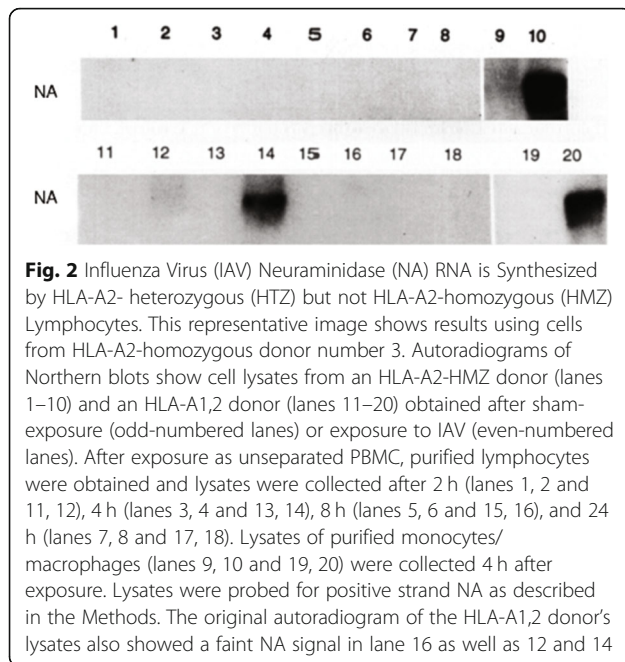 1 2 3 4 5 6 7 8 9 10
NA
11 12 13 14 15 16 17 18 19 20
NA
Fig. 2 Influenza Virus (IAV) Neuraminidase (NA) RNA is Synthesized
by HLA-A2- heterozygous (HTZ) but not HLA-A2-homozygous (HMZ)
Lymphocytes. This representative image shows results using cells
from HLA-A2-homozygous donor number 3. Autoradiograms of
Northern blots show cell lysates from an HLA-A2-HMZ donor (lanes
1–10) and an HLA-A1,2 donor (lanes 11–20) obtained after sham-
exposure (odd-numbered lanes) or exposure to IAV (even-numbered
lanes). After exposure as unseparated PBMC, purified lymphocytes
were obtained and lysates were collected after 2 h (lanes 1, 2 and
11, 12), 4 h (lanes 3, 4 and 13, 14), 8 h (lanes 5, 6 and 15, 16), and 24
h (lanes 7, 8 and 17, 18). Lysates of purified monocytes/
macrophages (lanes 9, 10 and 19, 20) were collected 4 h after
exposure. Lysates were probed for positive strand NA as described
in the Methods. The original autoradiogram of the HLA-A1,2 donor's
lysates also showed a faint NA signal in lane 16 as well as 12 and 14